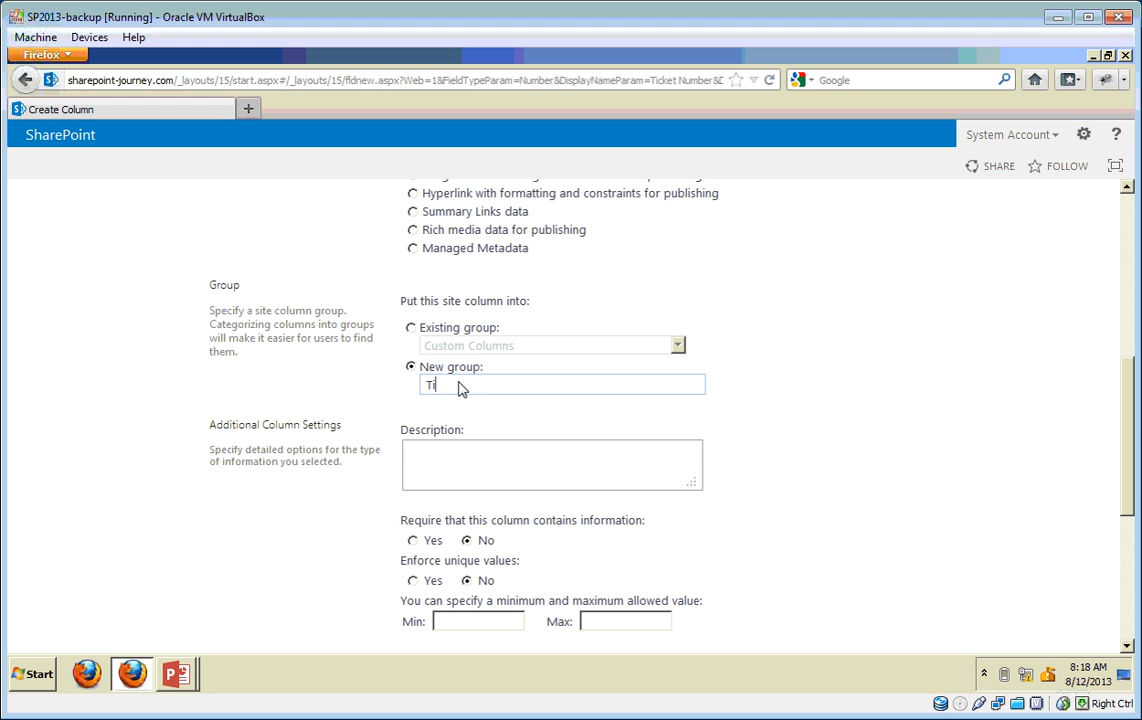 SP2013-backup [Running] - Oracle VM VirtualBox
Machine Devices Help
Firefox
sharepoint-journey.com/_layouts/15/start.aspx#/_layouts/15/fldnew.aspx?Web=1&FieldTypeParam=Number&DisplayNameParam=Ticket Number&D
Google
Create Column
SharePoint
System Account
?
SHARE FOLLOW
Hyperlink with formatting and constraints for publishing
Summary Links data
Rich media data for publishing
Managed Metadata
Group
Specify a site column group.
Categorizing columns into groups
will make it easier for users to find
them.
Put this site column into:
Existing group:
Custom Columns
New group:
Ti
Additional Column Settings
Specify detailed options for the type
of information you selected.
Description:
Require that this column contains information:
Yes No
Enforce unique values:
Yes No
You can specify a minimum and maximum allowed value:
Min: Max:
Start
8:18 AM
8/12/2013
Right Ctrl